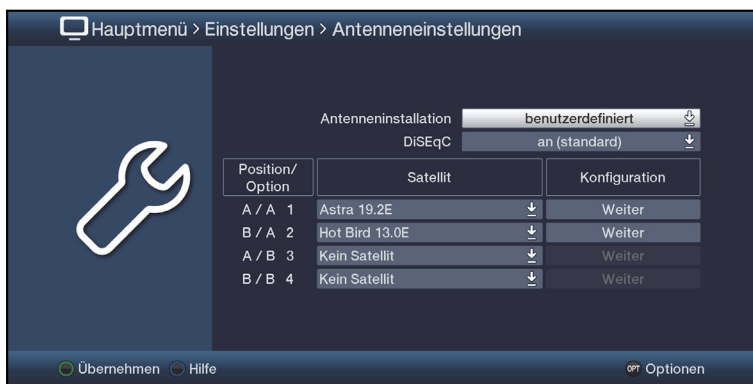 Hauptmenü > Einstellungen > Antenneneinstellungen
Antenneninstallation benutzerdefiniert
DiSEqC an (standard)
Position/ Option Satellit Konfiguration
A / A 1 Astra 19.2E Weiter
B / A 2 Hot Bird 13.0E Weiter
A / B 3 Kein Satellit Weiter
B / B 4 Kein Satellit Weiter
Übernehmen Hilfe OPT Optionen